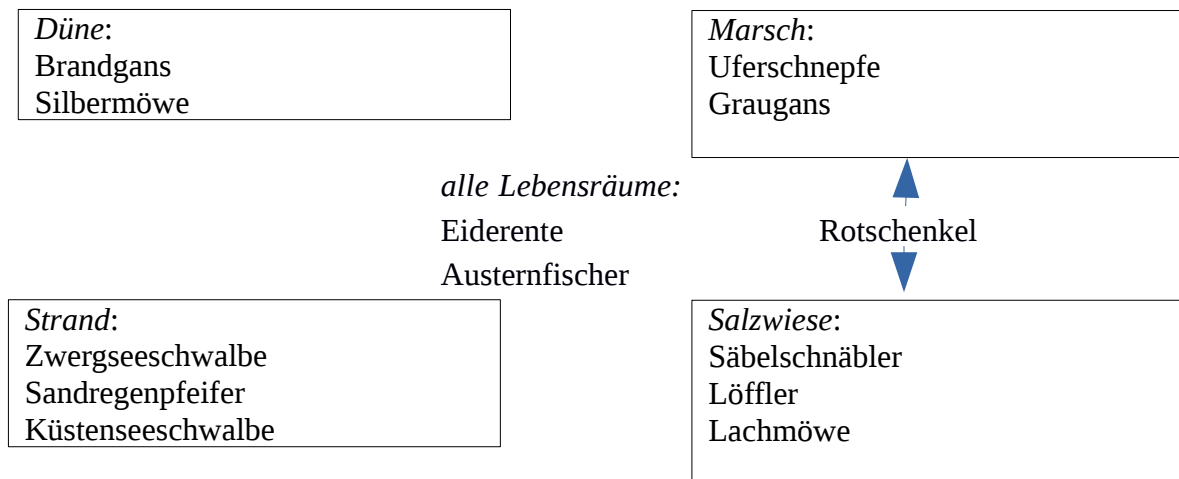 Düne:
Brandgans
Silbermöwe
Marsch:
Uferschnepfe
Graugans
alle Lebensräume:
Eiderente
Austernfischer
Rotschenkel
Strand:
Zwergseeschwalbe
Sandregenpfeifer
Küstenseeschwalbe
Salzwiese:
Säbelschnäbler
Löffler
Lachmöwe